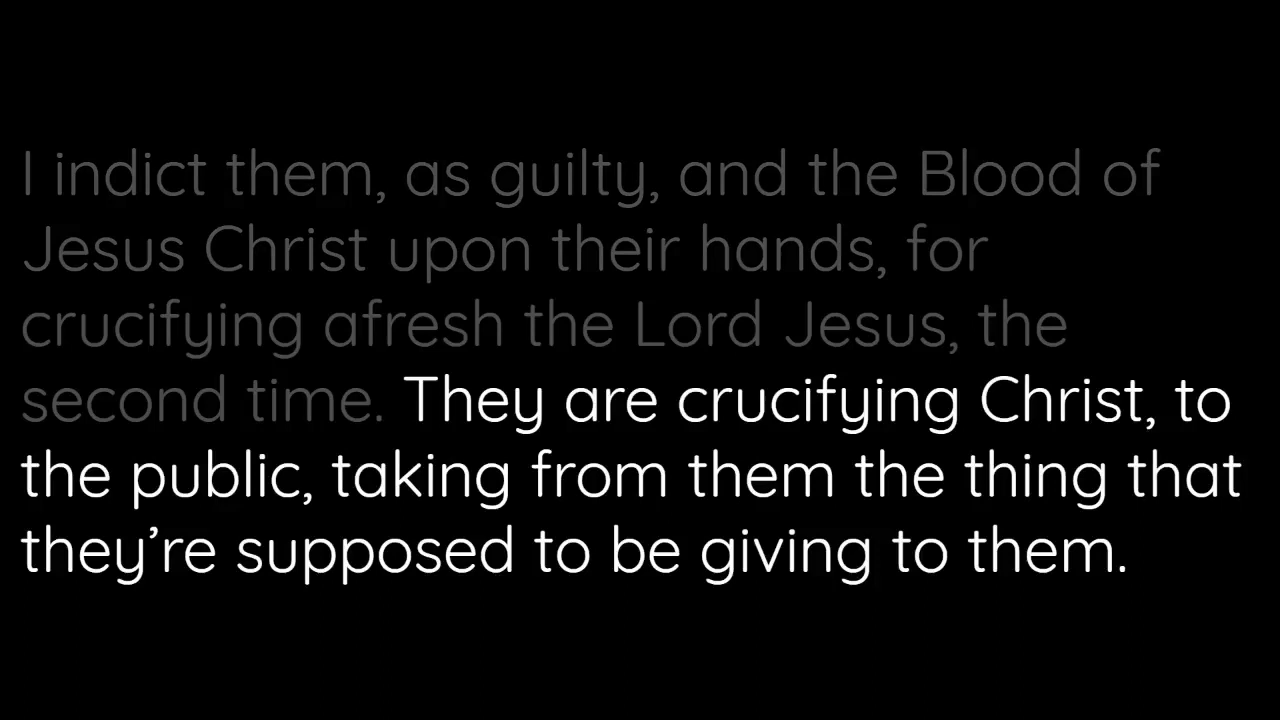 I indict them, as guilty, and the Blood of
Jesus Christ upon their hands, for
crucifying afresh the Lord Jesus, the
second time. They are crucifying Christ, to
the public, taking from them the thing that
they’re supposed to be giving to them.